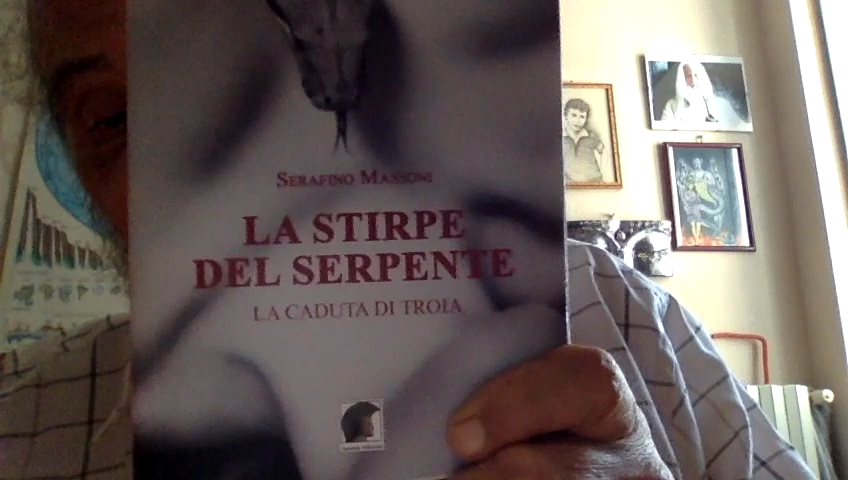 SERAFINO MASSONI
LA STIRPE
DEL SERPENTE
LA CADUTA DI TROIA